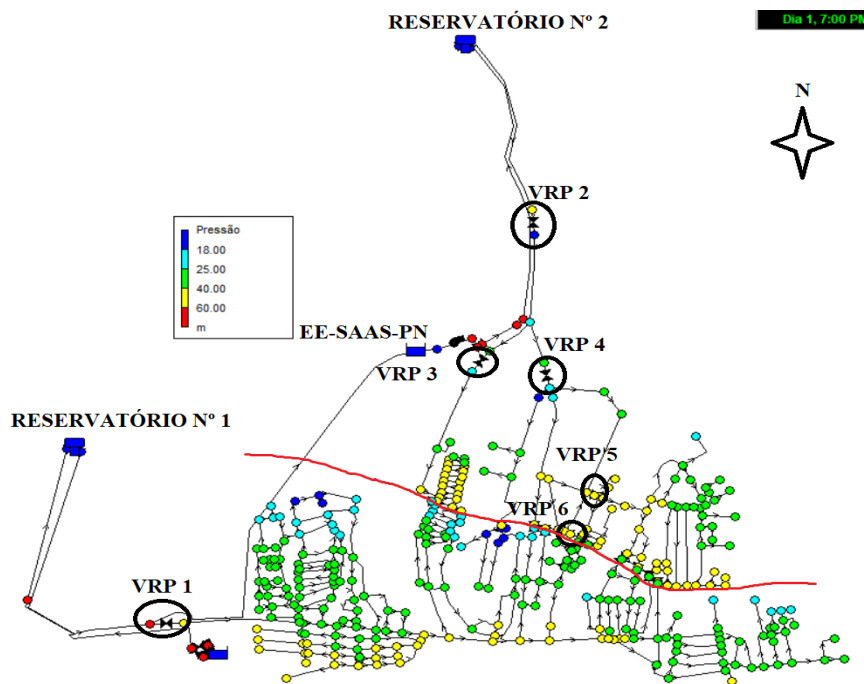 RESERVATÓRIO Nº 2
Dia 1, 7:00 PM
N
VRP 2
Pressão
18.00
25.00
40.00
60.00
m
EE-SAAS-PN
VRP 3
VRP 4
RESERVATÓRIO Nº 1
VRP 5
VRP 6
VRP 1